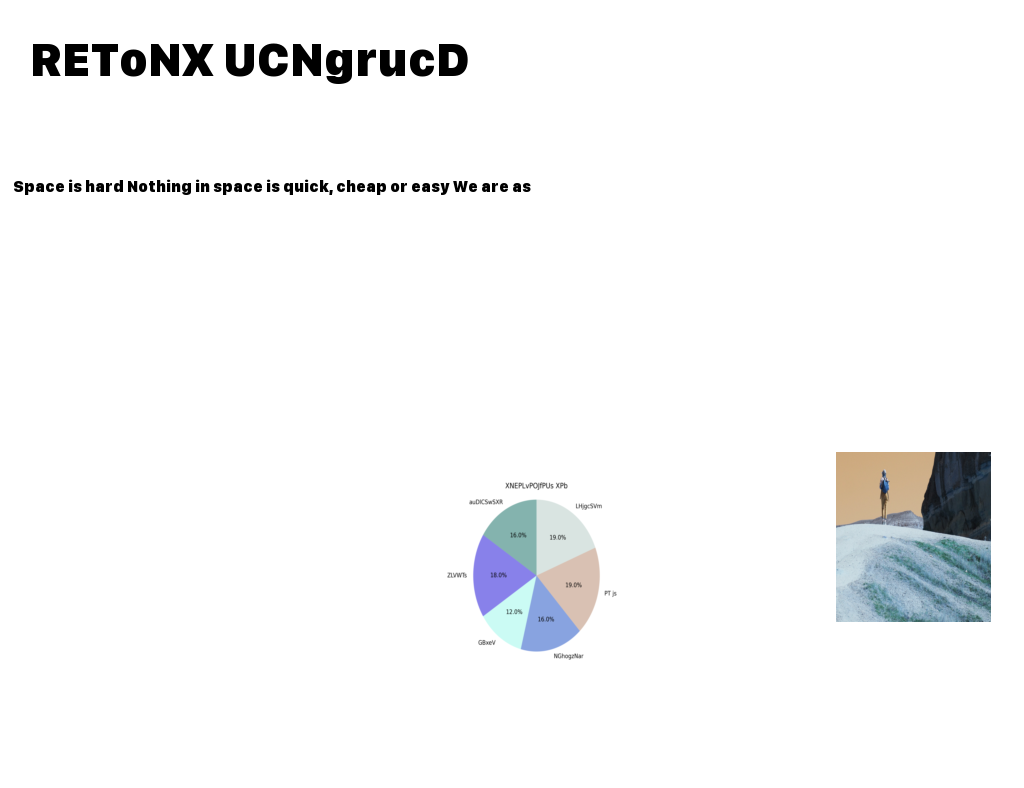 REToNX UCNgrucD
Space is hard Nothing in space is quick, cheap or easy We are as
XNEPLvPOJfPUs XPb
auDICSwSXR
LHjgcSVm
16.0%
19.0%
ZLVWTs
18.0%
19.0%
PT js
12.0%
16.0%
GBxeV
NGhogzNar